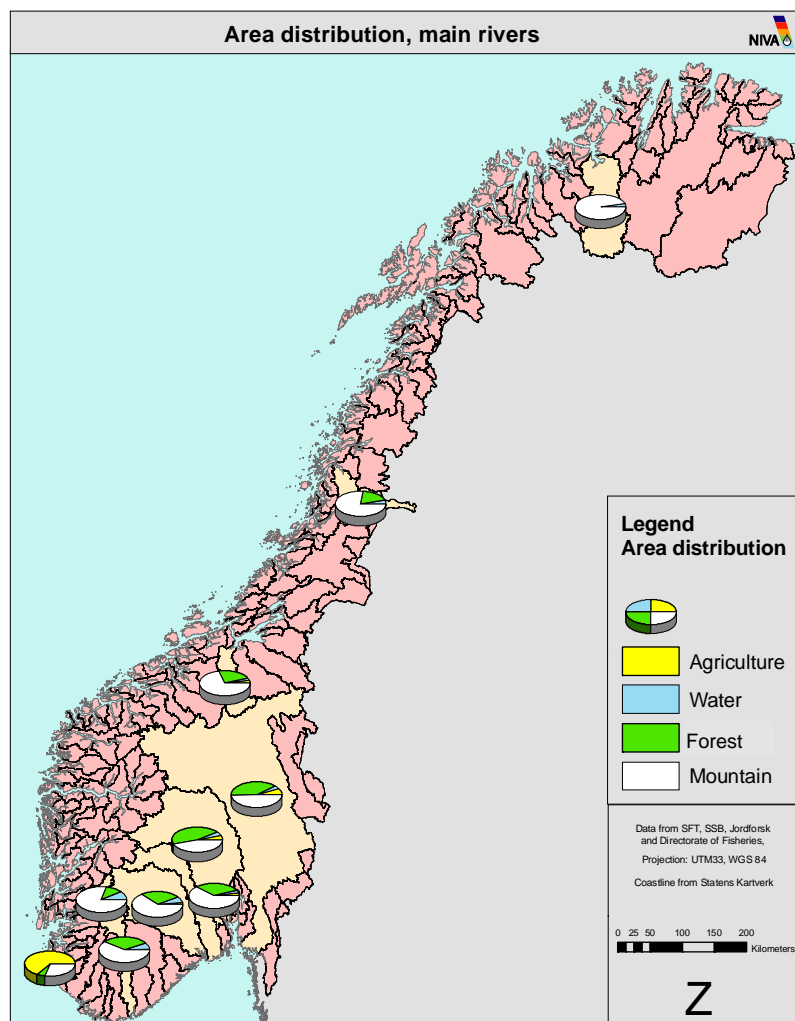 Area distribution, main rivers
NIVA
Legend
Area distribution
Agriculture
Water
Forest
Mountain
Data from SFT, SSB, Jordforsk
and Directorate of Fisheries,
Projection: UTM33, WGS 84
Coastline from Statens Kartverk
0 25 50 100 150 200
Kilometers
Z